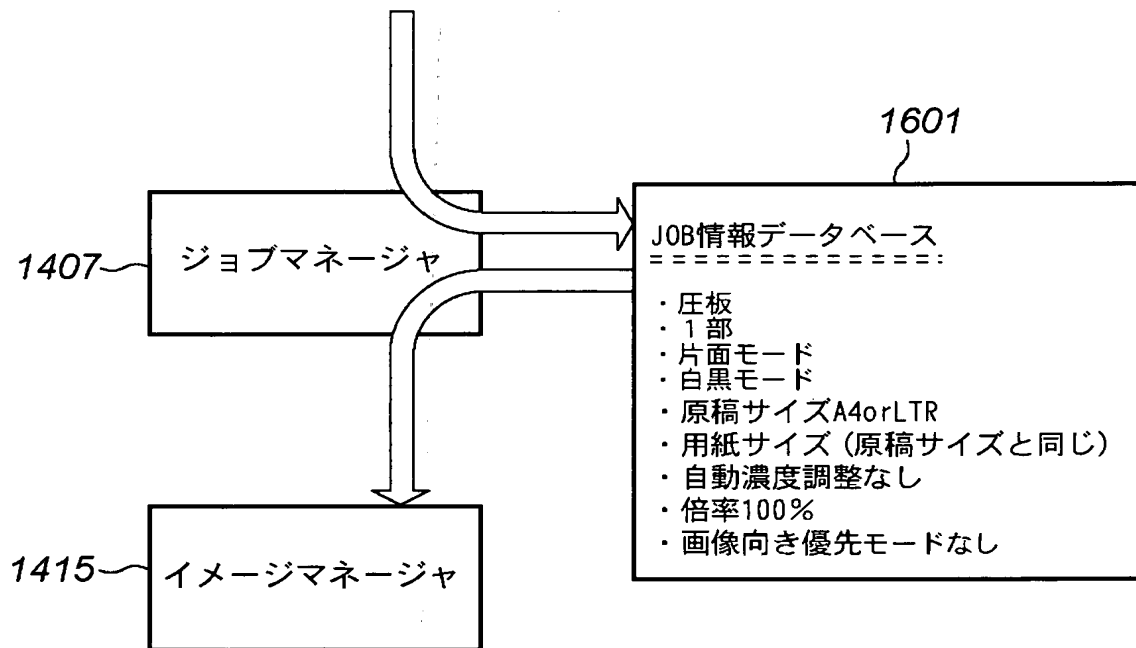 1601
JOB情報データベース
==============
・圧板
・1部
・片面モード
・白黒モード
・原稿サイズA4orLTR
・用紙サイズ(原稿サイズと同じ)
・自動濃度調整なし
・倍率100%
・画像向き優先モードなし
1407
ジョブマネージャ
1415
イメージマネージャ